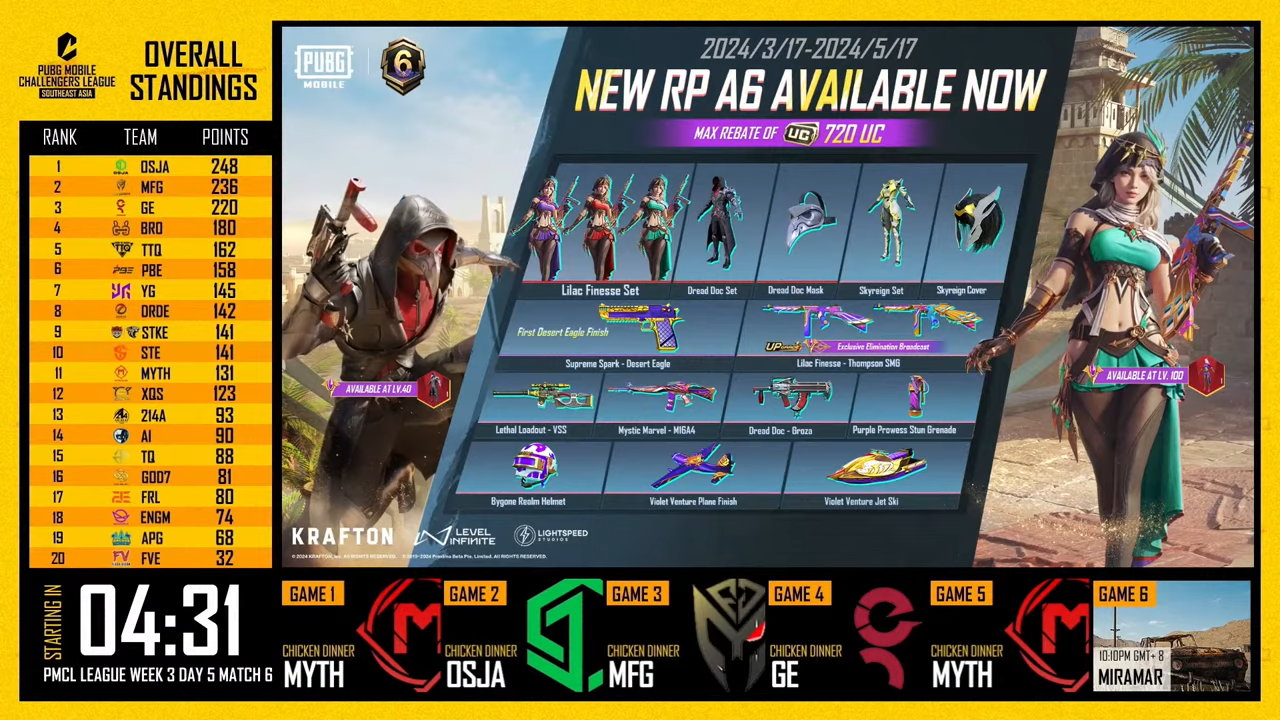 PUBG MOBILE
CHALLENGERS LEAGUE
SOUTHEAST ASIA
OVERALL
STANDINGS
RANK TEAM POINTS
1 OSJA 248
2 MFG 236
3 GE 220
4 BRO 180
5 TTQ 162
6 PBE 158
7 YG 145
8 DRDE 142
9 STKE 141
10 STE 141
11 MYTH 131
12 XQS 123
13 214A 93
14 AI 90
15 TQ 88
16 GOD7 81
17 FRL 80
18 ENGM 74
19 APG 68
20 FVE 32
STARTING IN
04:31
PMCL LEAGUE WEEK 3 DAY 5 MATCH 6
PUBG
MOBILE
6
2024/3/17-2024/5/17
NEW RP A6 AVAILABLE NOW
MAX REBATE OF UC 720 UC
Lilac Finesse Set
Dread Doc Set
Dread Doc Mask
Skyreign Set
Skyreign Cover
First Desert Eagle Finish
Supreme Spark - Desert Eagle
Exclusive Elimination Broadcast
Lilac Finesse - Thompson SMG
AVAILABLE AT LV.40
AVAILABLE AT LV. 100
Lethal Loadout - VSS
Mystic Marvel - M16A4
Dread Doc - Groza
Purple Prowess Stun Grenade
Bygone Realm Helmet
Violet Venture Plane Finish
Violet Venture Jet Ski
KRAFTON
LEVEL
INFINITE
LIGHTSPEED
STUDIOS
GAME 1
CHICKEN DINNER
MYTH
GAME 2
CHICKEN DINNER
OSJA
GAME 3
CHICKEN DINNER
MFG
GAME 4
CHICKEN DINNER
GE
GAME 5
CHICKEN DINNER
MYTH
GAME 6
10:10PM GMT+ 8
MIRAMAR